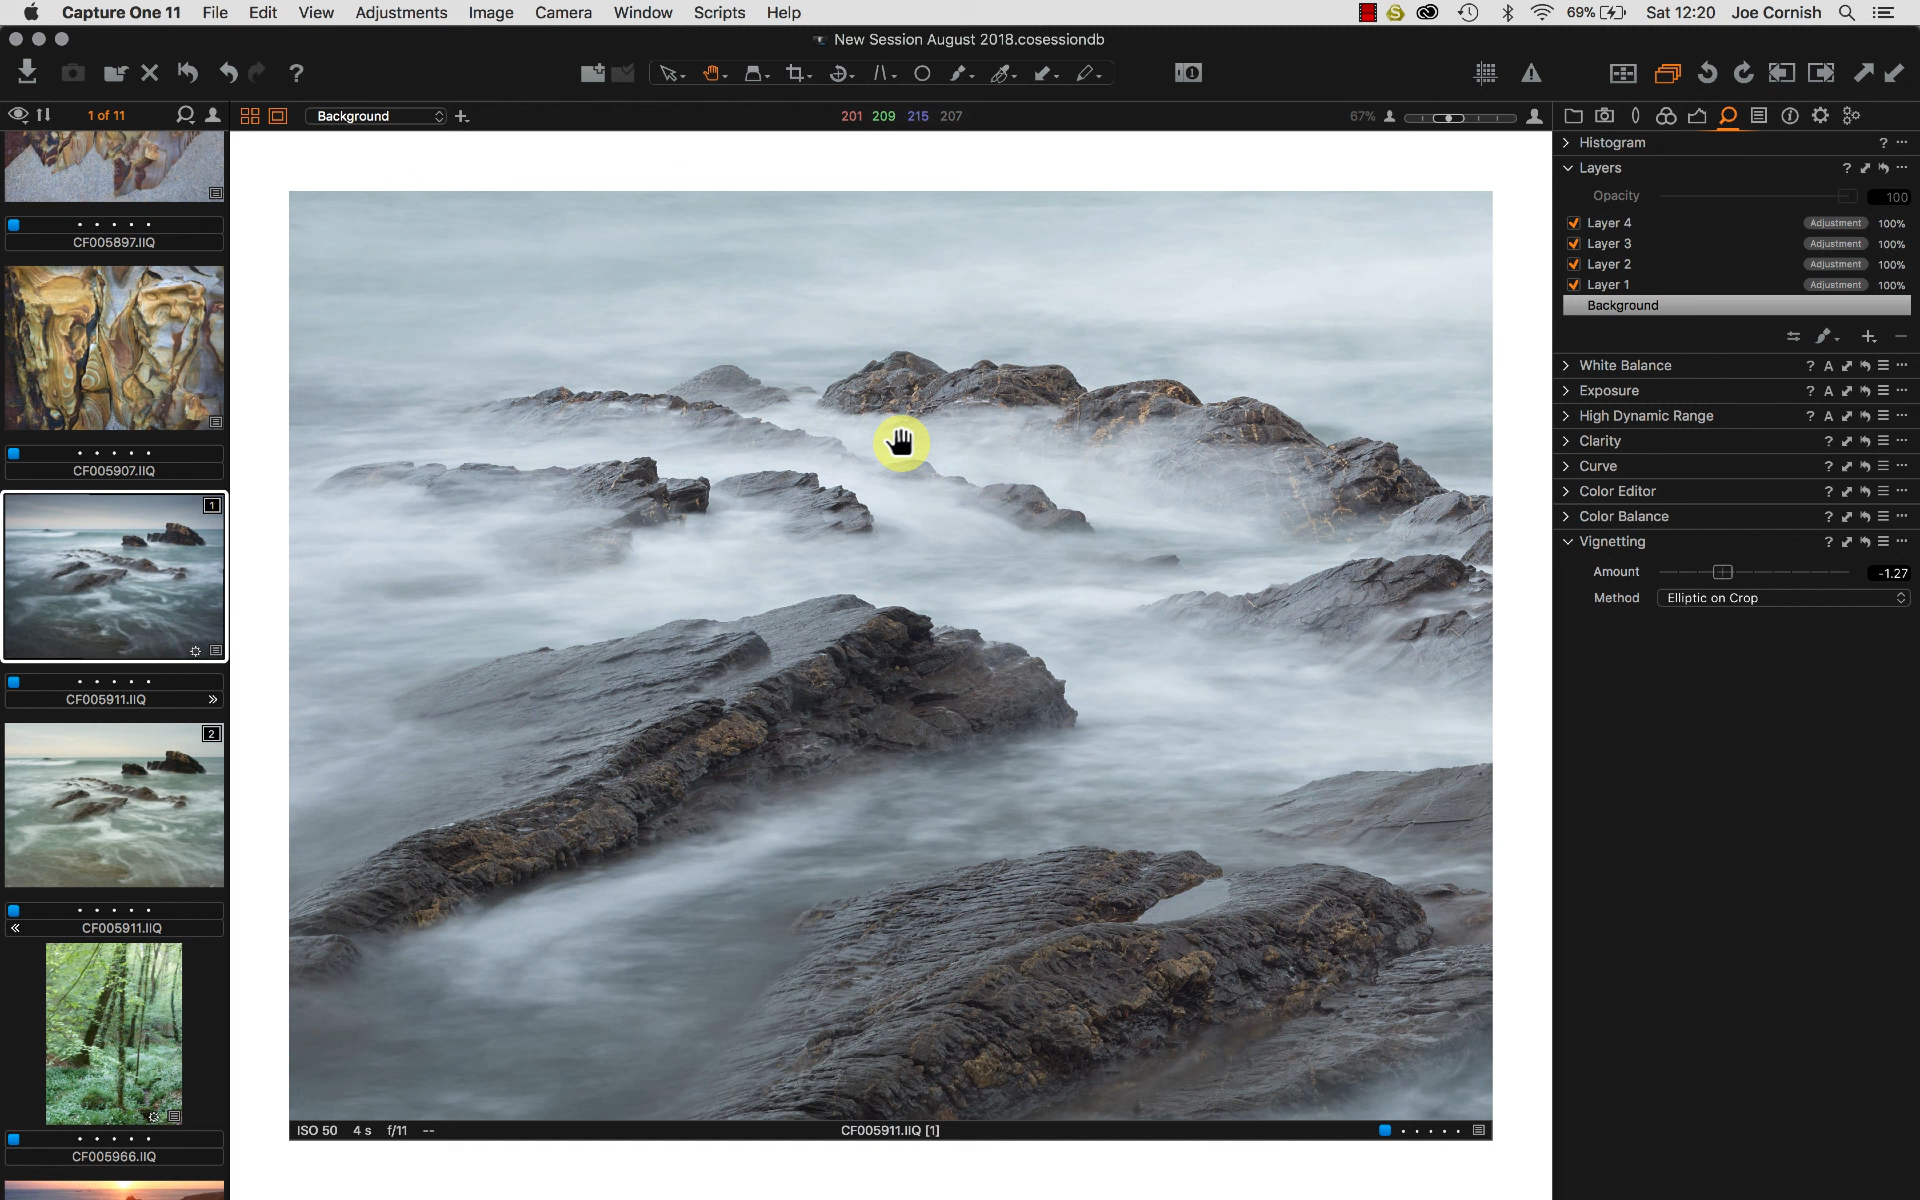 Capture One 11 File Edit View Adjustments Image Camera Window Scripts Help 69% Sat 12:20 Joe Cornish
New Session August 2018.cosessiondb
1 of 11 Background 201 209 215 207 67%
Histogram ?
Layers ?
Opacity 100
Layer 4 Adjustment 100%
Layer 3 Adjustment 100%
Layer 2 Adjustment 100%
Layer 1 Adjustment 100%
Background
White Balance ? A
Exposure ? A
High Dynamic Range ? A
Clarity ?
Curve ?
Color Editor ?
Color Balance ?
Vignetting ?
Amount -1.27
Method Elliptic on Crop
CF005897.IIQ
CF005907.IIQ
1
CF005911.IIQ
2
CF005911.IIQ
CF005966.IIQ
ISO 50 4 s f/11 -- CF005911.IIQ [1]